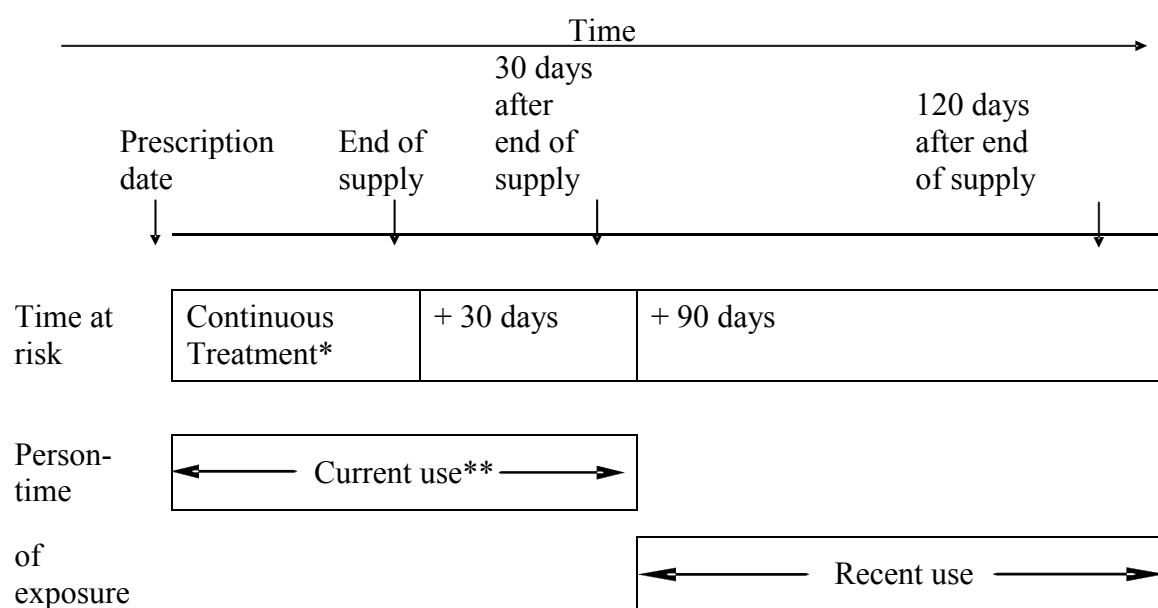 Time
30 days
after
end of
supply
120 days
after end
of supply
Prescription
date
End of
supply
Time at
risk
Continuous
Treatment*
+ 30 days
+ 90 days
Person-
time
Current use**
of
exposure
Recent use